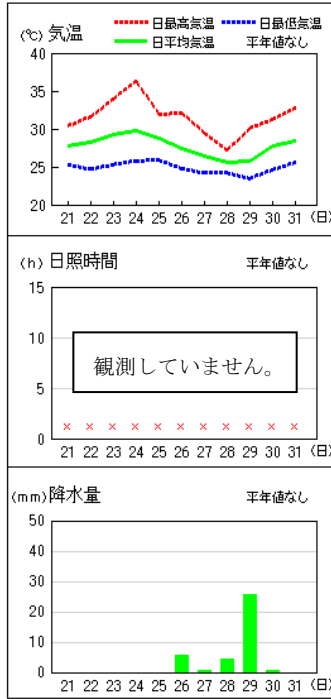 日最高気温 日最低気温
(℃) 気温 日平均気温 平年値なし
40
35
30
25
20
21 22 23 24 25 26 27 28 29 30 31 (日)
(h) 日照時間 平年値なし
15
10
観測していません。
5
0
× × × × × × × × × × ×
21 22 23 24 25 26 27 28 29 30 31 (日)
(mm) 降水量 平年値なし
50
40
30
20
10
0
21 22 23 24 25 26 27 28 29 30 31 (日)